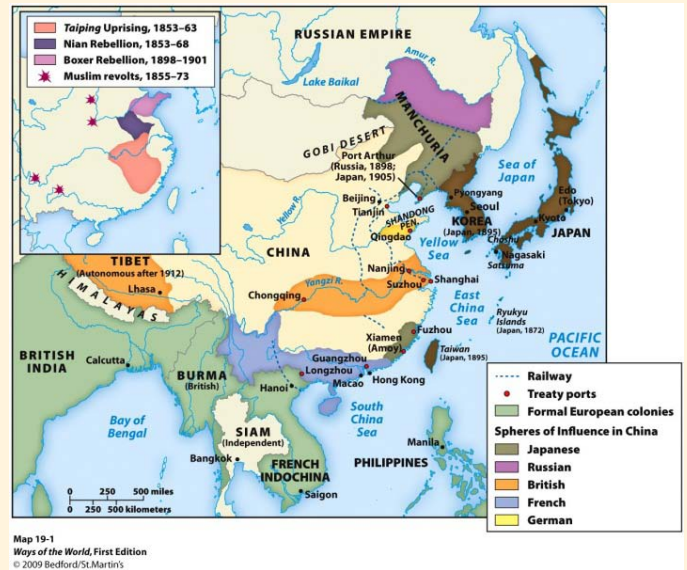 Taiping Uprising, 1853–63
Nian Rebellion, 1853–68
Boxer Rebellion, 1898–1901
Muslim revolts, 1855–73
RUSSIAN EMPIRE
Amur R.
Lake Baikal
MANCHURIA
GOBI DESERT
Port Arthur
(Russia, 1898;
Japan, 1905)
Sea of
Japan
Beijing
Tianjin
Pyongyang
Seoul
KOREA
(Japan, 1895)
Edo
(Tokyo)
Kyoto
JAPAN
Yellow R.
SHANDONG
PEN.
Qingdao
Yellow
Sea
Choshu
Nagasaki
Satsuma
CHINA
TIBET
(Autonomous after 1912)
Lhasa
HIMALAYAS
Nanjing
Suzhou
Shanghai
Yangzi R.
Chongqing
East
China
Sea
Ryukyu
Islands
(Japan, 1872)
PACIFIC
OCEAN
Xiamen
(Amoy)
Fuzhou
Taiwan
(Japan, 1895)
BRITISH
INDIA
Calcutta
BURMA
(British)
Guangzhou
Longzhou
Macao
Hong Kong
Hanoi
Bay of
Bengal
SIAM
(Independent)
Bangkok
South
China
Sea
Manila
PHILIPPINES
FRENCH
INDOCHINA
Saigon
0 250 500 miles
0 250 500 kilometers
Railway
Treaty ports
Formal European colonies
Spheres of Influence in China
Japanese
Russian
British
French
German
Map 19-1
Ways of the World, First Edition
© 2009 Bedford/St.Martin's